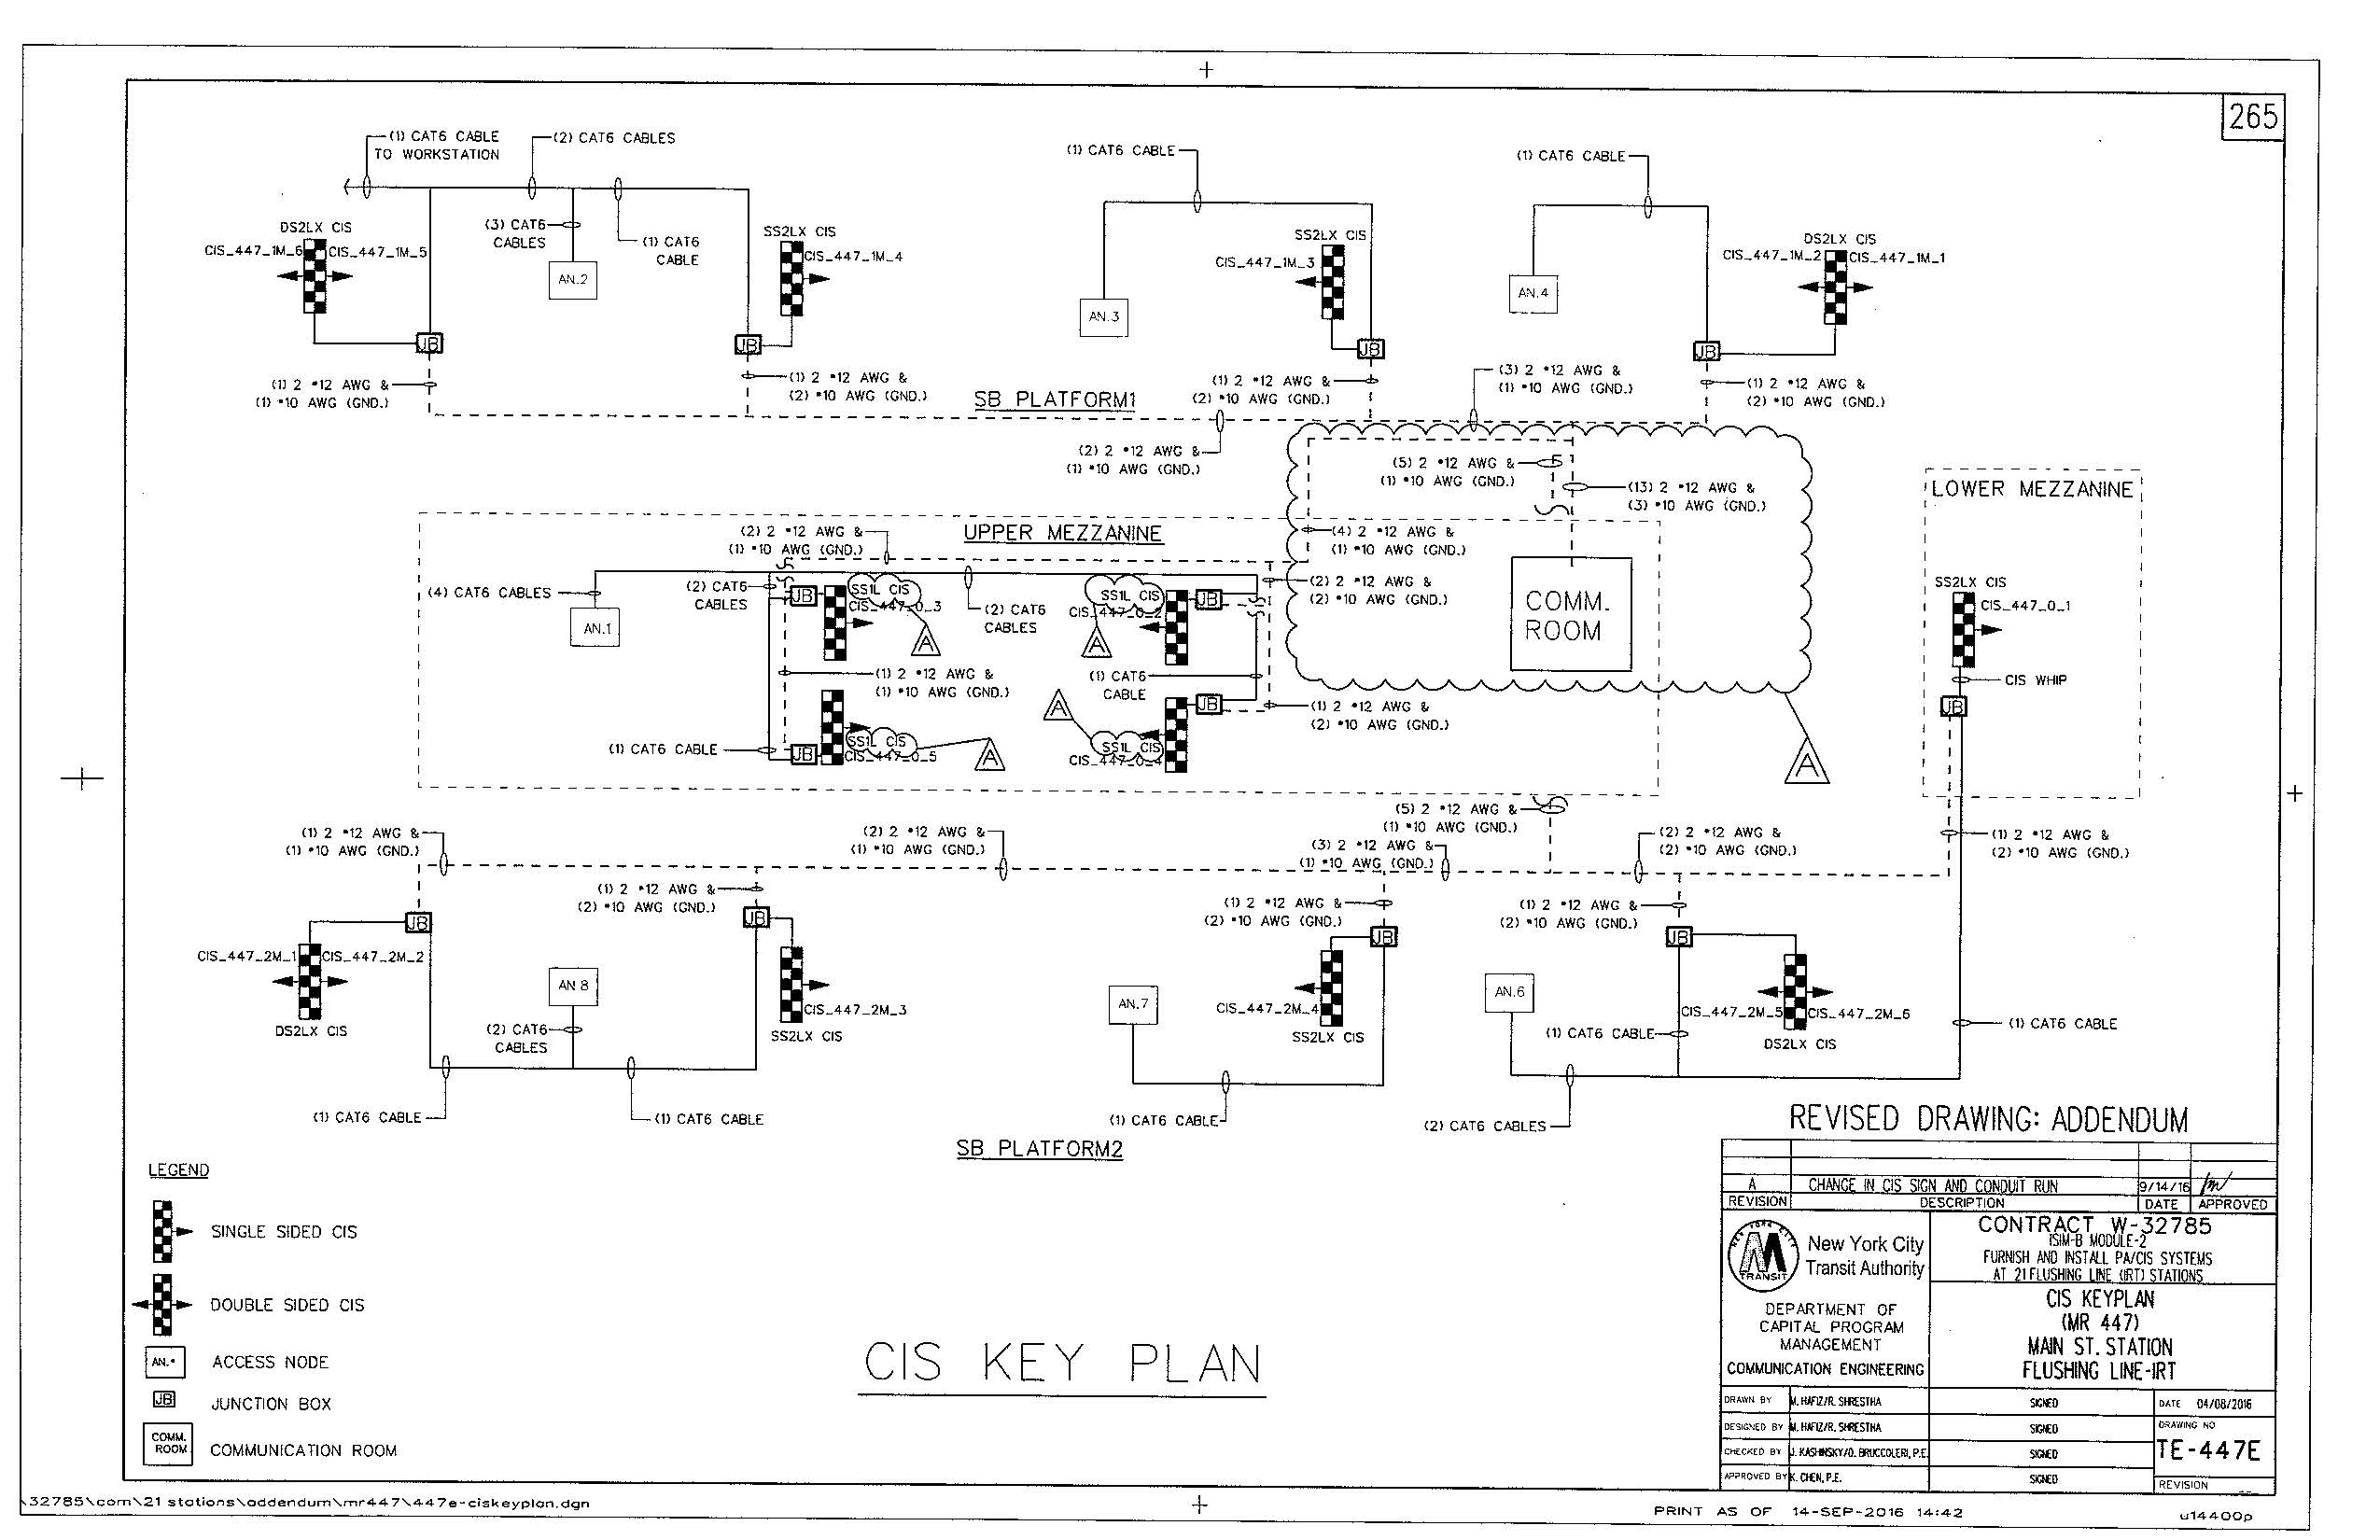 265
(1) CAT6 CABLE
TO WORKSTATION
(2) CAT6 CABLES
(1) CAT6 CABLE
(1) CAT6 CABLE
DS2LX CIS
CIS_447_1M_6
CIS_447_1M_5
(3) CAT6
CABLES
AN.2
(1) CAT6
CABLE
SS2LX CIS
CIS_447_1M_4
AN.3
SS2LX CIS
CIS_447_1M_3
AN.4
DS2LX CIS
CIS_447_1M_2
CIS_447_1M_1
JB
JB
JB
JB
(1) 2 #12 AWG &
(1) #10 AWG (GND.)
(1) 2 #12 AWG &
(2) #10 AWG (GND.)
SB PLATFORM1
(1) 2 #12 AWG &
(2) #10 AWG (GND.)
(3) 2 #12 AWG &
(1) #10 AWG (GND.)
(1) 2 #12 AWG &
(2) #10 AWG (GND.)
(2) 2 #12 AWG &
(1) #10 AWG (GND.)
(5) 2 #12 AWG &
(1) #10 AWG (GND.)
(13) 2 #12 AWG &
(3) #10 AWG (GND.)
LOWER MEZZANINE
UPPER MEZZANINE
(2) 2 #12 AWG &
(1) #10 AWG (GND.)
(4) 2 #12 AWG &
(1) #10 AWG (GND.)
(4) CAT6 CABLES
AN.1
(2) CAT6
CABLES
JB
SS1L CIS
CIS_447_0_3
A
(2) CAT6
CABLES
SS1L CIS
CIS_447_0_2
A
JB
(2) 2 #12 AWG &
(2) #10 AWG (GND.)
COMM.
ROOM
SS2LX CIS
CIS_447_0_1
CIS WHIP
JB
(1) 2 #12 AWG &
(1) #10 AWG (GND.)
(1) CAT6
CABLE
JB
(1) 2 #12 AWG &
(2) #10 AWG (GND.)
(1) CAT6 CABLE
JB
SS1L CIS
CIS_447_0_5
A
A
SS1L CIS
CIS_447_0_4
A
(1) 2 #12 AWG &
(1) #10 AWG (GND.)
(2) 2 #12 AWG &
(1) #10 AWG (GND.)
(5) 2 #12 AWG &
(1) #10 AWG (GND.)
(3) 2 #12 AWG &
(1) #10 AWG (GND.)
(2) 2 #12 AWG &
(2) #10 AWG (GND.)
(1) 2 #12 AWG &
(2) #10 AWG (GND.)
(1) 2 #12 AWG &
(2) #10 AWG (GND.)
(1) 2 #12 AWG &
(2) #10 AWG (GND.)
(1) 2 #12 AWG &
(2) #10 AWG (GND.)
JB
JB
JB
JB
CIS_447_2M_1
CIS_447_2M_2
DS2LX CIS
AN 8
(2) CAT6
CABLES
CIS_447_2M_3
SS2LX CIS
AN.7
CIS_447_2M_4
SS2LX CIS
AN.6
(1) CAT6 CABLE
CIS_447_2M_5
CIS_447_2M_6
DS2LX CIS
(1) CAT6 CABLE
(1) CAT6 CABLE
(1) CAT6 CABLE
(1) CAT6 CABLE
(2) CAT6 CABLES
SB PLATFORM2
LEGEND
SINGLE SIDED CIS
DOUBLE SIDED CIS
AN.*
ACCESS NODE
JB
JUNCTION BOX
COMM.
ROOM
COMMUNICATION ROOM
CIS KEY PLAN
REVISED DRAWING: ADDENDUM
A CHANGE IN CIS SIGN AND CONDUIT RUN 9/14/16
REVISION DESCRIPTION DATE APPROVED
NEW YORK CITY
TRANSIT
New York City
Transit Authority
DEPARTMENT OF
CAPITAL PROGRAM
MANAGEMENT
COMMUNICATION ENGINEERING
CONTRACT W-32785
ISIM-B MODULE-2
FURNISH AND INSTALL PA/CIS SYSTEMS
AT 21 FLUSHING LINE (IRT) STATIONS
CIS KEYPLAN
(MR 447)
MAIN ST. STATION
FLUSHING LINE-IRT
DRAWN BY M. HAFIZ/R. SHRESTHA SIGNED
DESIGNED BY M. HAFIZ/R. SHRESTHA SIGNED
CHECKED BY J. KASHINSKY/O. BRUCCOLERI, P.E. SIGNED
APPROVED BY K. CHEN, P.E. SIGNED
DATE 04/08/2016
DRAWING NO
TE-447E
REVISION --
\32785\com\21 stations\addendum\mr447\447e-ciskeyplan.dgn
PRINT AS OF 14-SEP-2016 14:42
u14400p